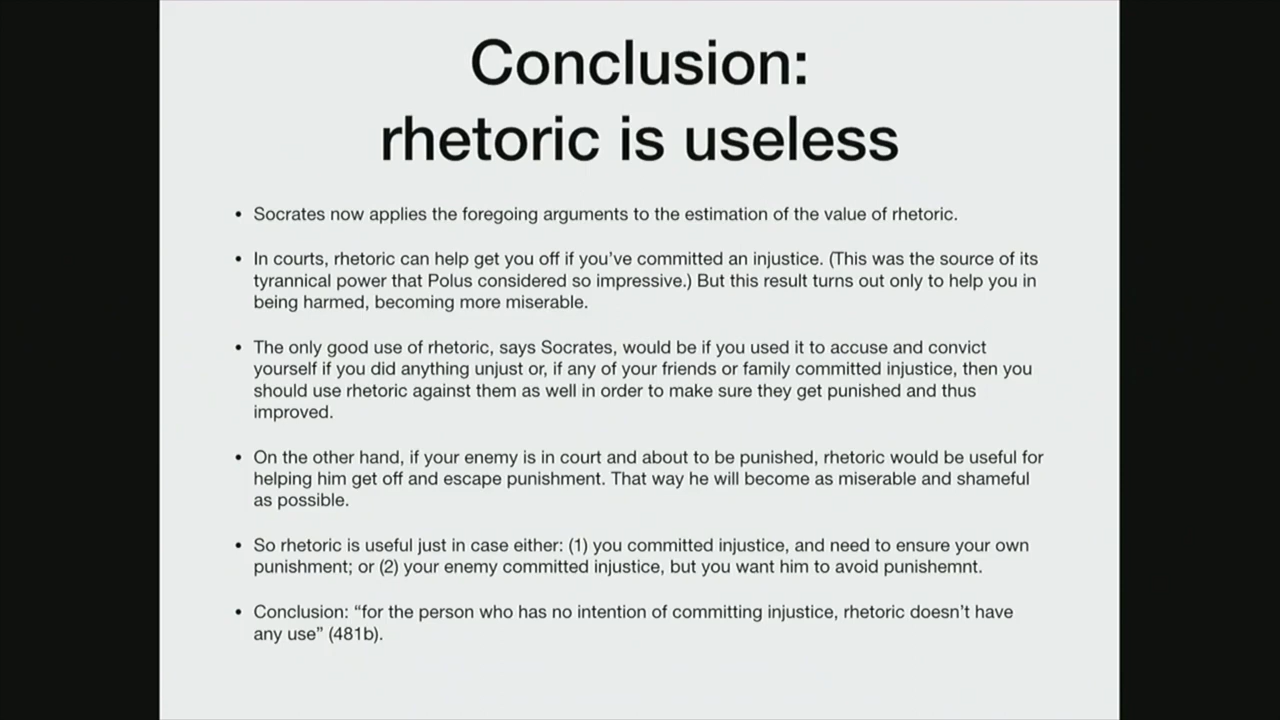 Conclusion:
rhetoric is useless
• Socrates now applies the foregoing arguments to the estimation of the value of rhetoric.
• In courts, rhetoric can help get you off if you’ve committed an injustice. (This was the source of its
tyrannical power that Polus considered so impressive.) But this result turns out only to help you in
being harmed, becoming more miserable.
• The only good use of rhetoric, says Socrates, would be if you used it to accuse and convict
yourself if you did anything unjust or, if any of your friends or family committed injustice, then you
should use rhetoric against them as well in order to make sure they get punished and thus
improved.
• On the other hand, if your enemy is in court and about to be punished, rhetoric would be useful for
helping him get off and escape punishment. That way he will become as miserable and shameful
as possible.
• So rhetoric is useful just in case either: (1) you committed injustice, and need to ensure your own
punishment; or (2) your enemy committed injustice, but you want him to avoid punishemnt.
• Conclusion: “for the person who has no intention of committing injustice, rhetoric doesn’t have
any use” (481b).